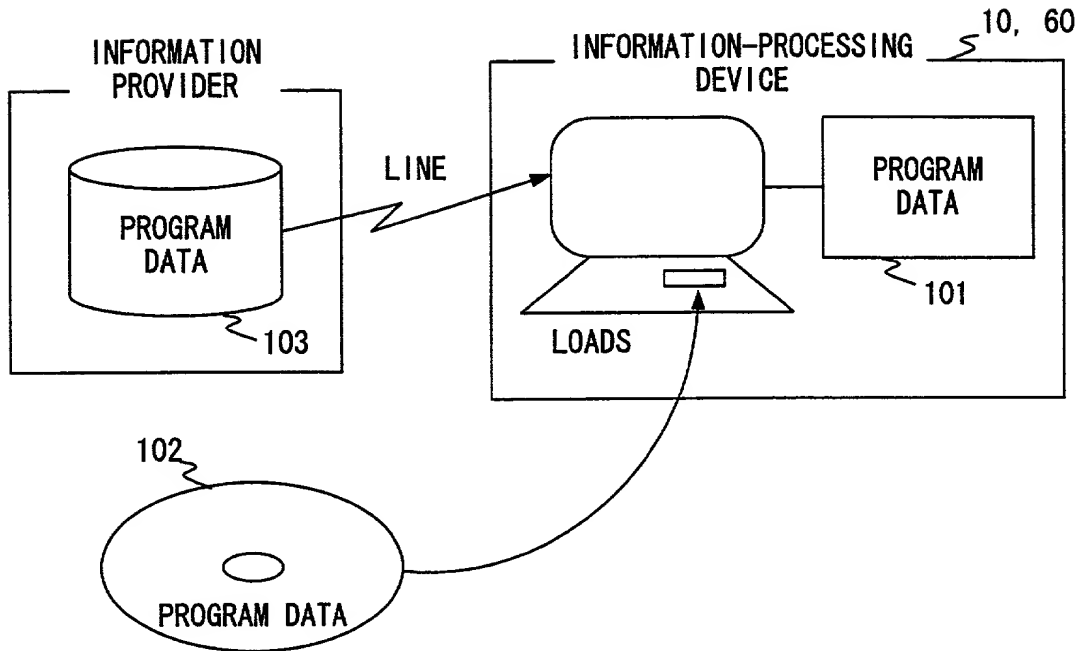 10, 60
INFORMATION
PROVIDER
INFORMATION-PROCESSING
DEVICE
LINE
PROGRAM
DATA
PROGRAM
DATA
101
103
LOADS
102
PROGRAM DATA